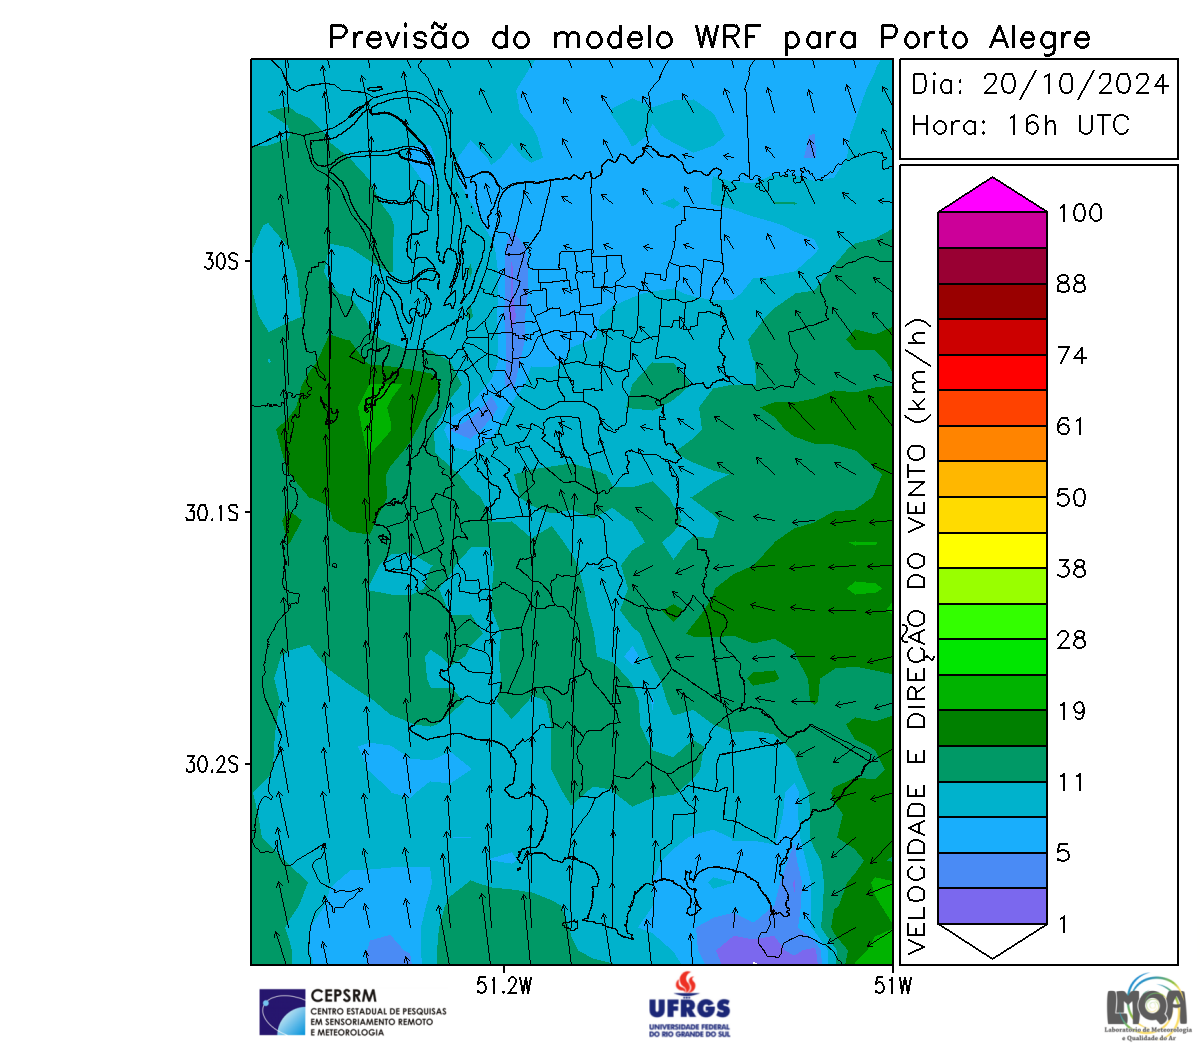 Previsão do modelo WRF para Porto Alegre
Dia: 20/10/2024
Hora: 16h UTC
30S
30.1S
30.2S
51.2W
51W
VELOCIDADE E DIREÇÃO DO VENTO (km/h)
100
88
74
61
50
38
28
19
11
5
1
CEPSRM
CENTRO ESTADUAL DE PESQUISAS
EM SENSORIAMENTO REMOTO
E METEOROLOGIA
UFRGS
UNIVERSIDADE FEDERAL
DO RIO GRANDE DO SUL
LMQA
Laboratório de Meteorologia
e Qualidade do Ar